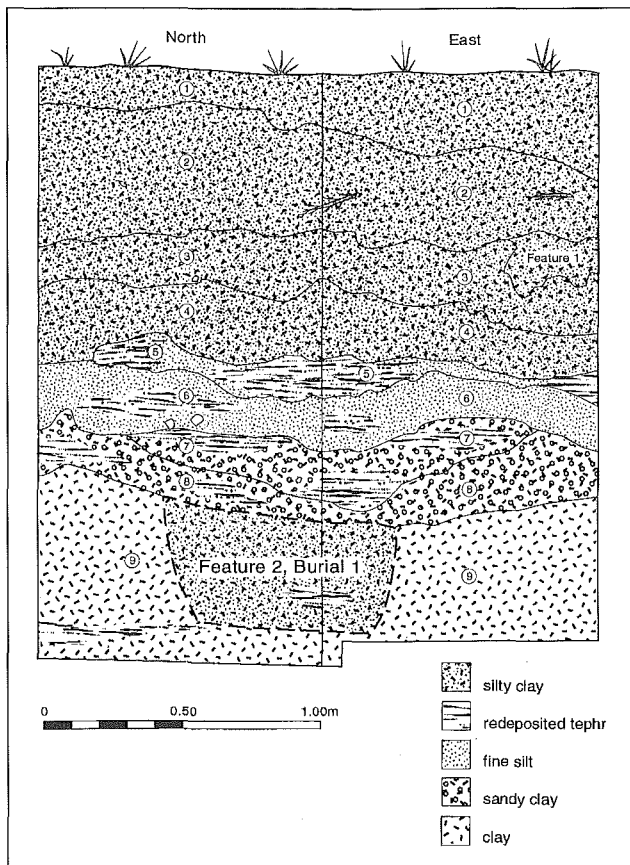 North East
① ①
② ②
③ ③ Feature 1
④ ④
⑤ ⑤
⑥ ⑥
⑦ ⑦
⑧ ⑧
Feature 2, Burial 1
⑨ ⑨
0 0.50 1.00m
silty clay
redeposited tephr
fine silt
sandy clay
clay